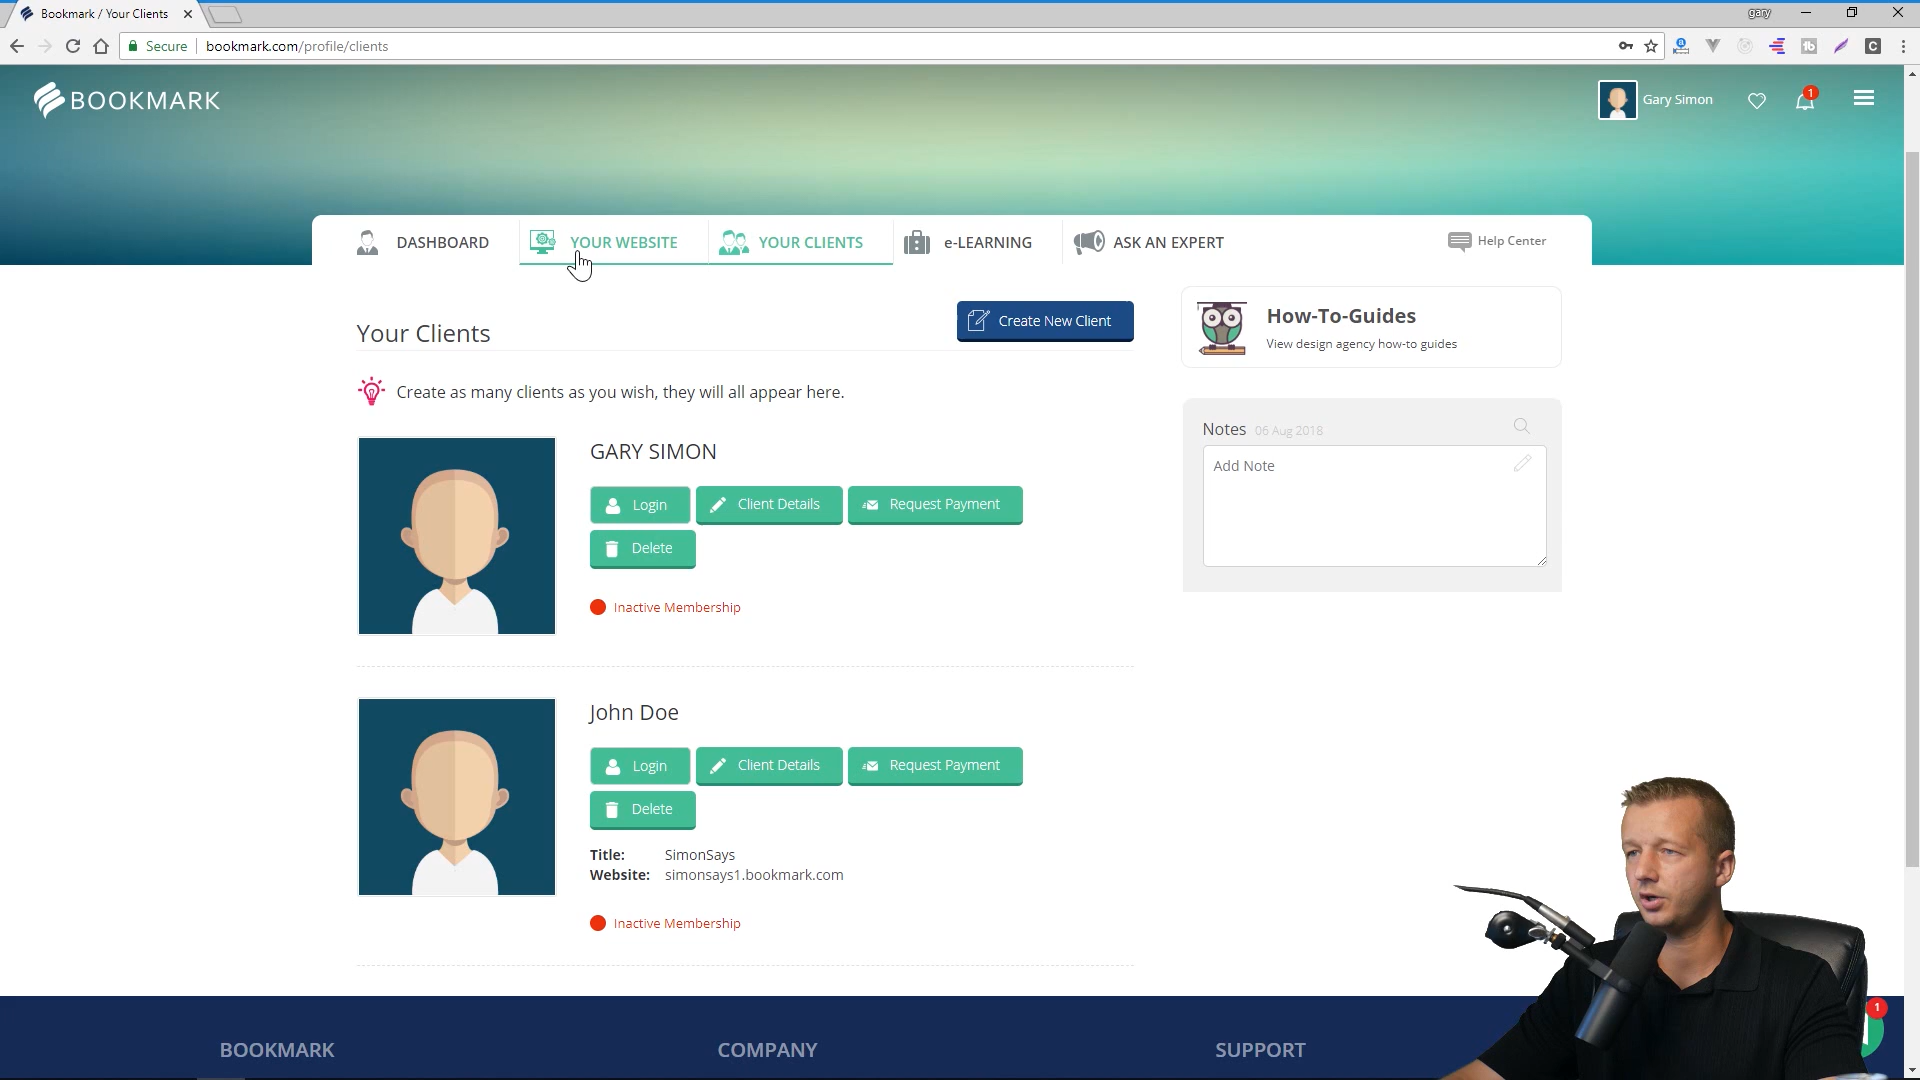 Bookmark / Your Clients
gary
Secure
bookmark.com/profile/clients
a
tb
C
BOOKMARK
Gary Simon
1
DASHBOARD
YOUR WEBSITE
YOUR CLIENTS
e-LEARNING
ASK AN EXPERT
Help Center
Your Clients
Create New Client
How-To-Guides
View design agency how-to guides
Create as many clients as you wish, they will all appear here.
Notes 06 Aug 2018
Add Note
GARY SIMON
Login
Client Details
Request Payment
Delete
Inactive Membership
John Doe
Login
Client Details
Request Payment
Delete
Title: SimonSays
Website: simonsays1.bookmark.com
Inactive Membership
1
BOOKMARK
COMPANY
SUPPORT